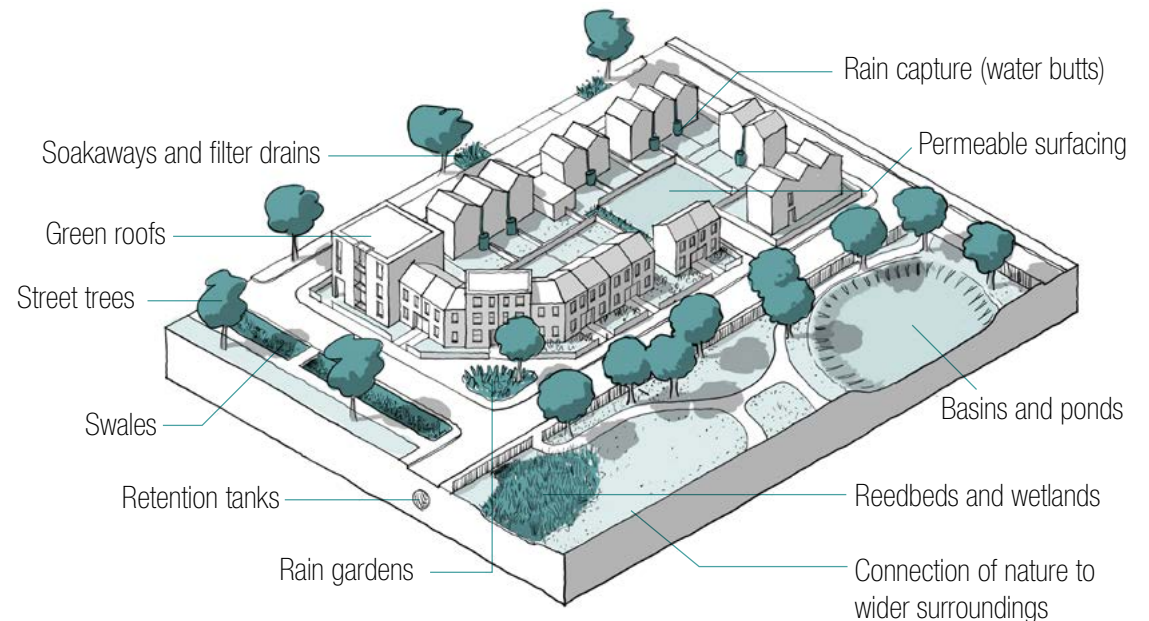 Rain capture (water butts)
Permeable surfacing
Soakaways and filter drains
Green roofs
Street trees
Swales
Basins and ponds
Retention tanks
Reedbeds and wetlands
Rain gardens
Connection of nature to
wider surroundings